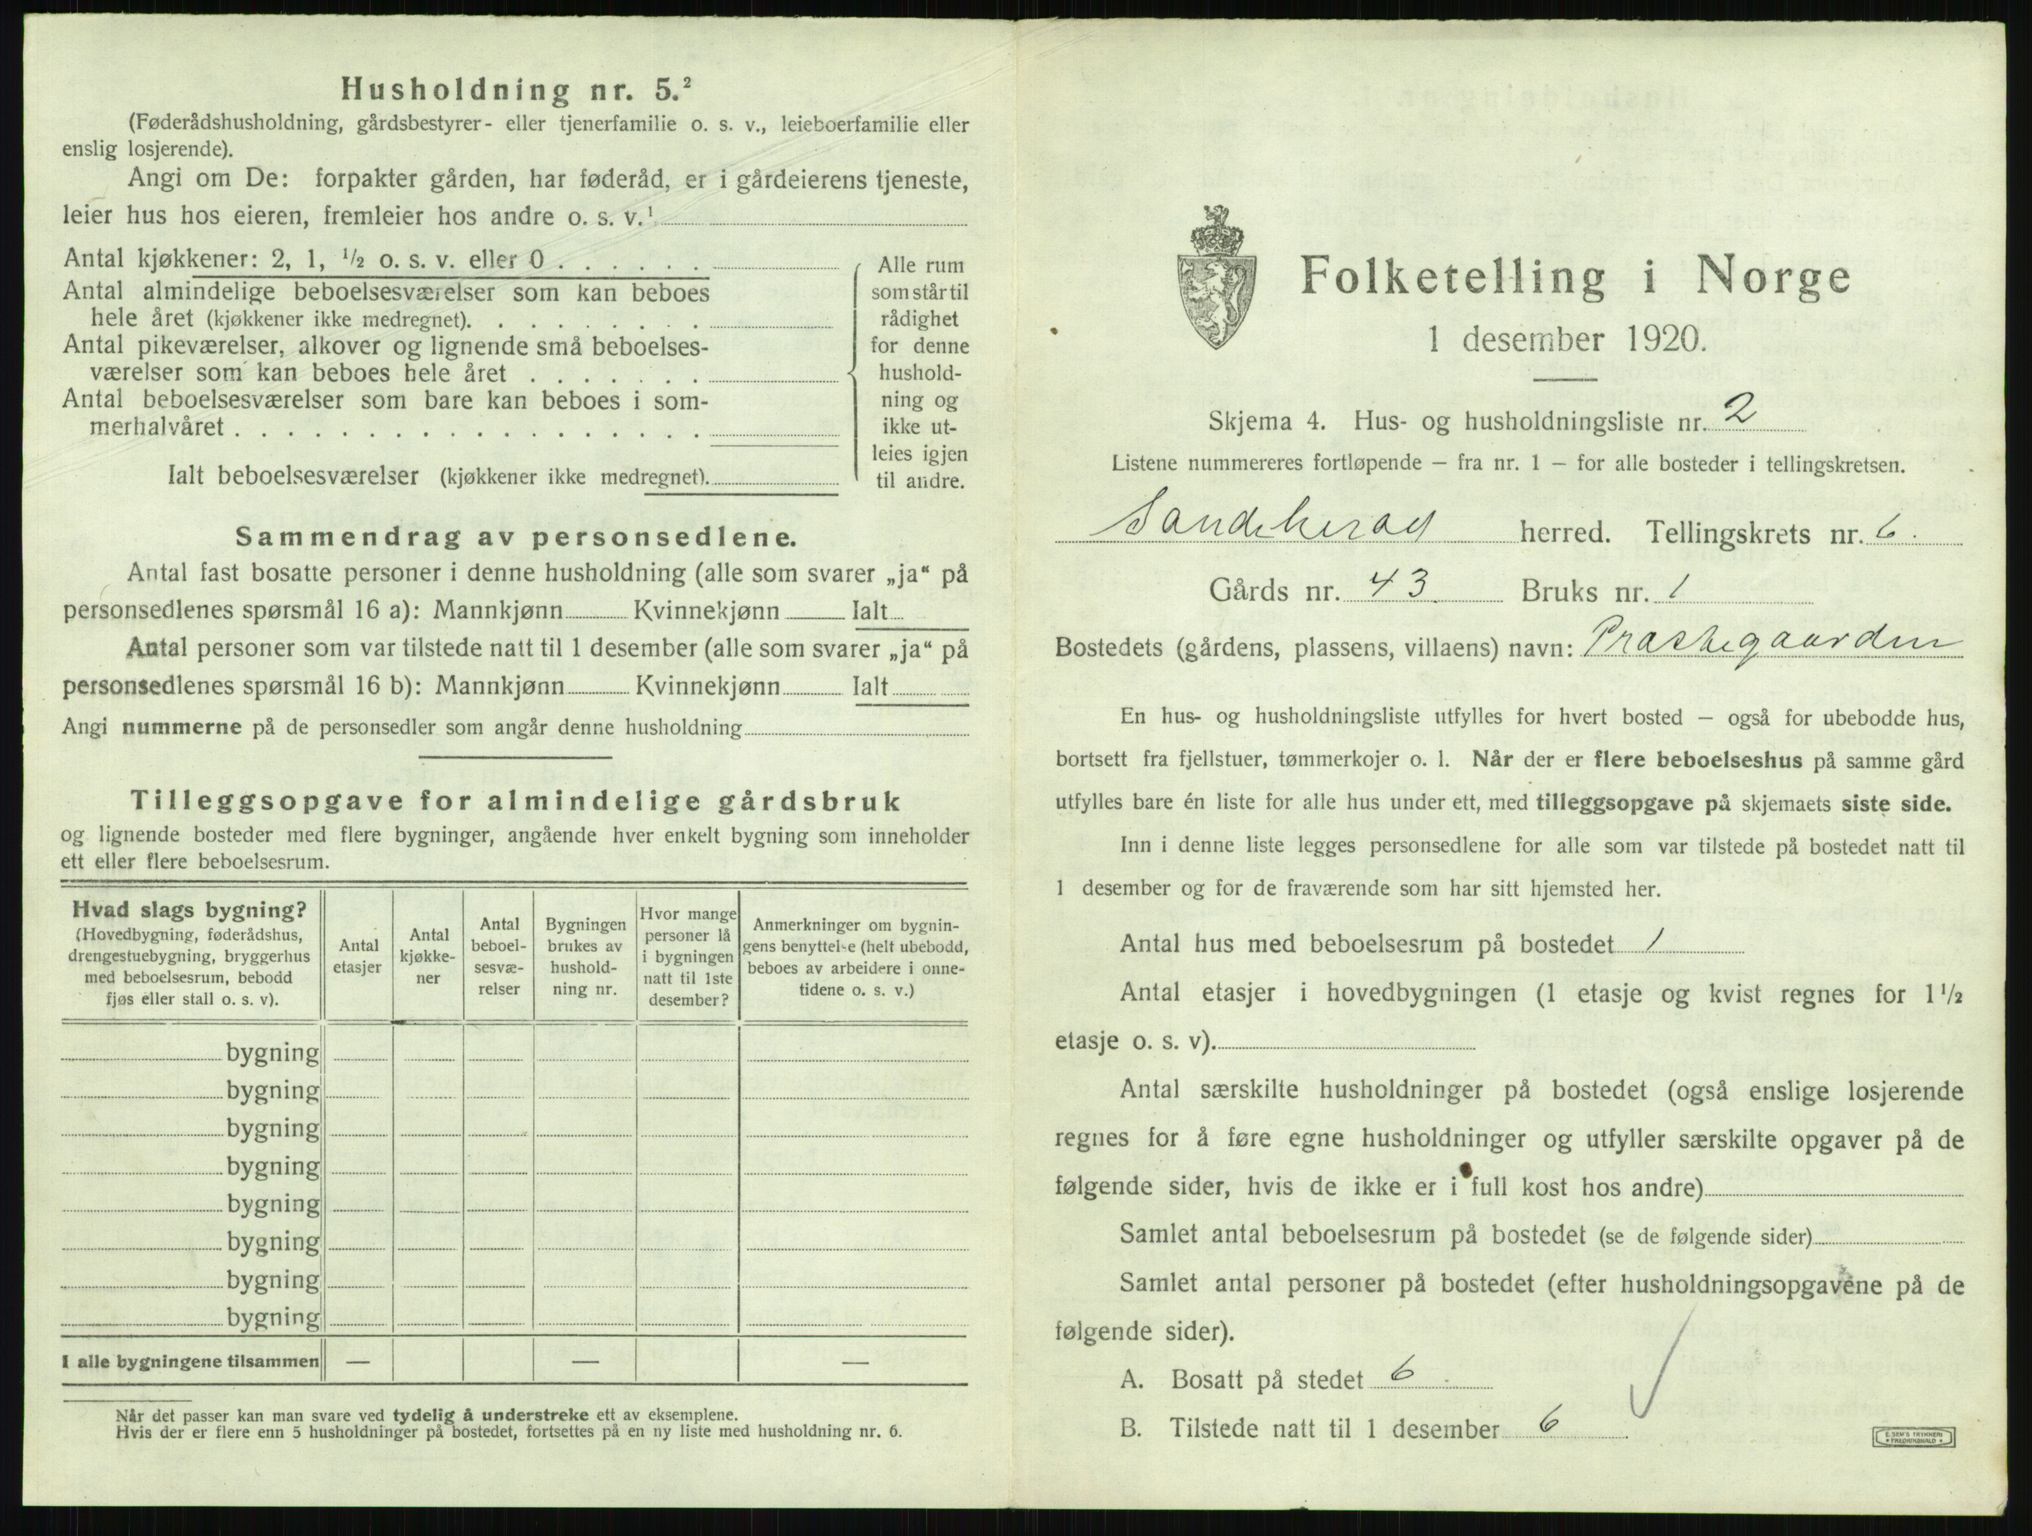 Husholdning nr. 5.²
(Føderådshusholdning, gårdsbestyrer- eller tjenerfamilie o. s. v., leieboerfamilie eller
enslig losjerende).
Angi om De: forpakter gården, har føderåd, er i gårdeierens tjeneste,
leier hus hos eieren, fremleier hos andre o. s. v.¹
Antal kjøkkener: 2, 1, ½ o. s. v. eller 0 . . . . . .
Antal almindelige beboelsesværelser som kan beboes
hele året (kjøkkener ikke medregnet). . . . . . . . .
Antal pikeværelser, alkover og lignende små beboelses-
værelser som kan beboes hele året . . . . . . .
Antal beboelsesværelser som bare kan beboes i som-
merhalvåret . . . . . . . . . . . . . . . . . .
Ialt beboelsesværelser (kjøkkener ikke medregnet).
Alle rum
som står til
rådighet
for denne
hushold-
ning og
ikke ut-
leies igjen
til andre.
Sammendrag av personsedlene.
Antal fast bosatte personer i denne husholdning (alle som svarer „ja“ på
personsedlenes spørsmål 16 a): Mannkjønn Kvinnekjønn Ialt
Antal personer som var tilstede natt til 1 desember (alle som svarer „ja“ på
personsedlenes spørsmål 16 b): Mannkjønn Kvinnekjønn Ialt
Angi nummerne på de personsedler som angår denne husholdning
Tilleggsopgave for almindelige gårdsbruk
og lignende bosteder med flere bygninger, angående hver enkelt bygning som inneholder
ett eller flere beboelsesrum.
Hvad slags bygning?
(Hovedbygning, føderådshus,
drengestuebygning, bryggerhus
med beboelsesrum, bebodd
fjøs eller stall o. s. v).
Antal
etasjer
Antal
kjøkke-
ner
Antal
beboel-
sesvæ-
relser
Bygningen
brukes av
hushold-
ning nr.
Hvor mange
personer lå
i bygningen
natt til 1ste
desember?
Anmerkninger om bygnin-
gens benyttelse (helt ubebodd,
beboes av arbeidere i onne-
tidene o. s. v.)
bygning
bygning
bygning
bygning
bygning
bygning
bygning
bygning
I alle bygningene tilsammen — — —
Når det passer kan man svare ved tydelig å understreke ett av eksemplene.
Hvis der er flere enn 5 husholdninger på bostedet, fortsettes på en ny liste med husholdning nr. 6.
Folketelling i Norge
1 desember 1920.
Skjema 4. Hus- og husholdningsliste nr. 2
Listene nummereres fortløpende – fra nr. 1 – for alle bosteder i tellingskretsen.
Sandeherad herred. Tellingskrets nr. 6.
Gårds nr. 43. Bruks nr. 1
Bostedets (gårdens, plassens, villaens) navn: Præstegaarden
En hus- og husholdningsliste utfylles for hvert bosted – også for ubebodde hus,
bortsett fra fjellstuer, tømmerkojer o. l. Når der er flere beboelseshus på samme gård
utfylles bare én liste for alle hus under ett, med tilleggsopgave på skjemaets siste side.
Inn i denne liste legges personsedlene for alle som var tilstede på bostedet natt til
1 desember og for de fraværende som har sitt hjemsted her.
Antal hus med beboelsesrum på bostedet 1
Antal etasjer i hovedbygningen (1 etasje og kvist regnes for 1½
etasje o. s. v).
Antal særskilte husholdninger på bostedet (også enslige losjerende
regnes for å føre egne husholdninger og utfyller særskilte opgaver på de
følgende sider, hvis de ikke er i full kost hos andre)
Samlet antal beboelsesrum på bostedet (se de følgende sider)
Samlet antal personer på bostedet (efter husholdningsopgavene på de
følgende sider).
A. Bosatt på stedet 6
B. Tilstede natt til 1 desember 6